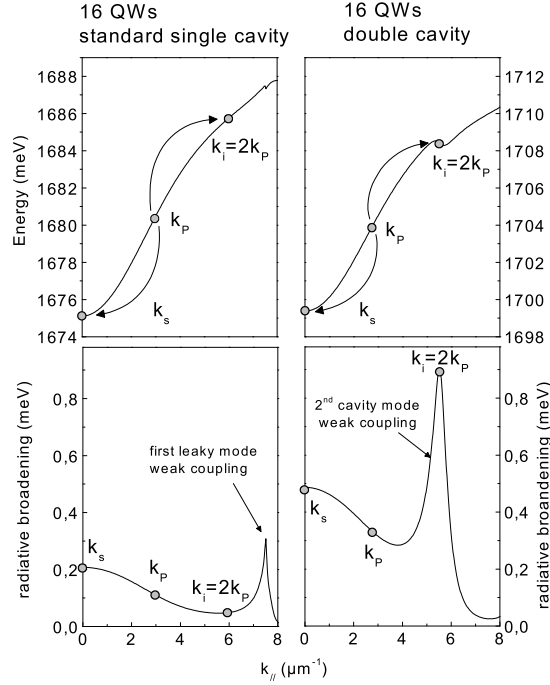 16 QWs
standard single cavity
16 QWs
double cavity
1688
1686
1684
1682
1680
1678
1676
1674
Energy (meV)
k_i=2k_P
k_P
k_s
1712
1710
1708
1706
1704
1702
1700
1698
k_i=2k_P
k_P
k_s
0,8
0,6
0,4
0,2
0,0
radiative broadening (meV)
first leaky mode
weak coupling
k_s
k_P
k_i=2k_P
0 2 4 6 8
k_i=2k_P
2nd cavity mode
weak coupling
k_s
k_P
0,8
0,6
0,4
0,2
0,0
radiative broandening (meV)
0 2 4 6 8
k_// (µm⁻¹)